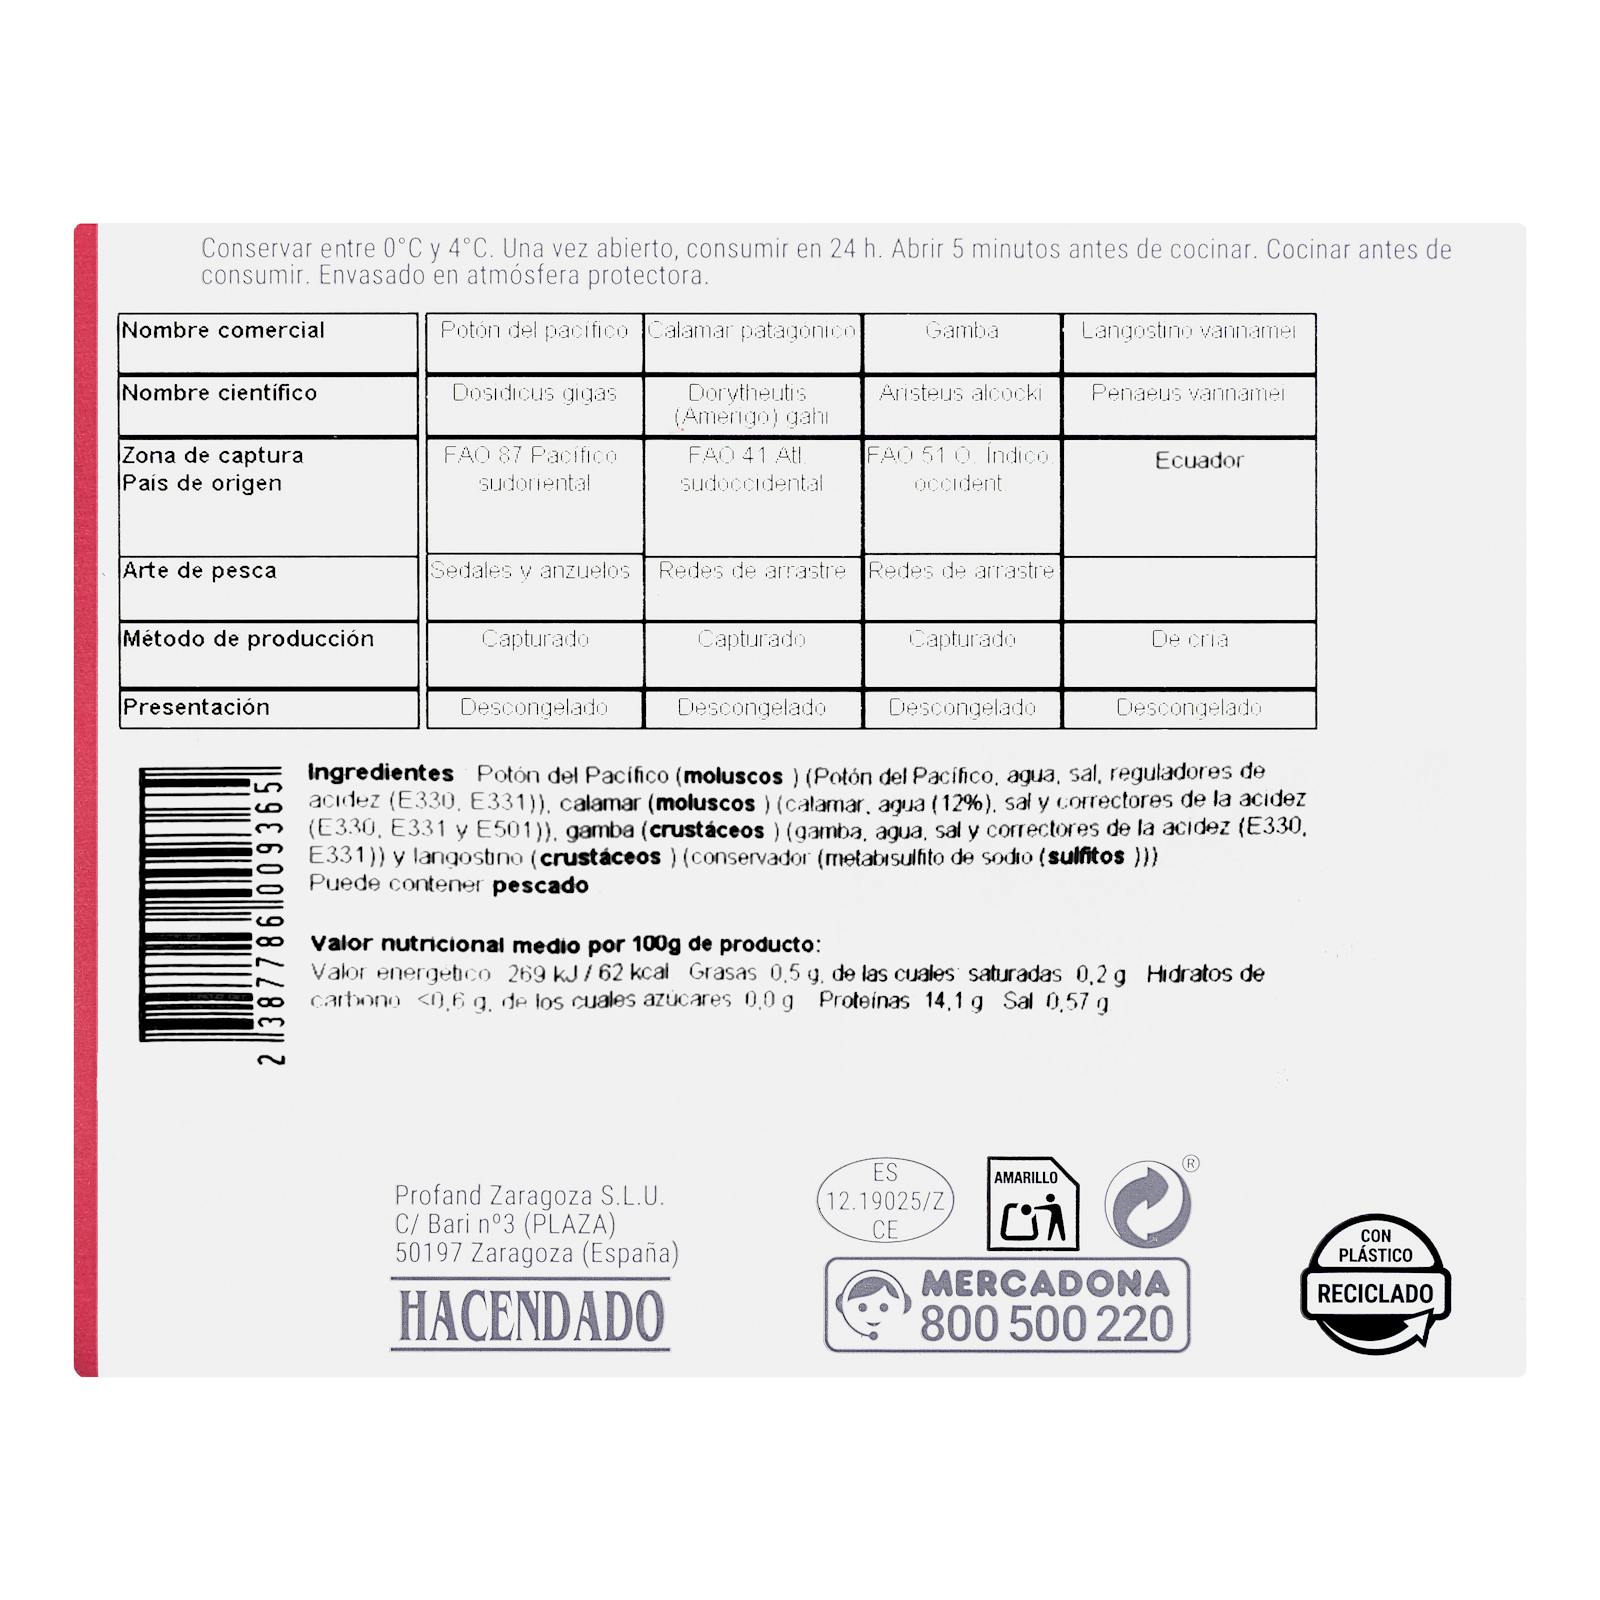 Conservar entre 0°C y 4°C. Una vez abierto, consumir en 24 h. Abrir 5 minutos antes de cocinar. Cocinar antes de
consumir. Envasado en atmósfera protectora.
Nombre comercial Potón del pacífico Calamar patagónico Gamba Langostino vannamei
Nombre científico Dosidicus gigas Dorytheutis (Amerigo) gahi Aristeus alcocki Penaeus vannamei
Zona de captura País de origen FAO 87 Pacífico sudoriental FAO 41 Atl. sudoccidental FAO 51 O. Índico occident Ecuador
Arte de pesca Sedales y anzuelos Redes de arrastre Redes de arrastre
Método de producción Capturado Capturado Capturado De cría
Presentación Descongelado Descongelado Descongelado Descongelado
Ingredientes Potón del Pacífico (moluscos ) (Potón del Pacífico, agua, sal, reguladores de
acidez (E330, E331)), calamar (moluscos ) (calamar, agua (12%), sal y correctores de la acidez
(E330, E331 y E501)), gamba (crustáceos ) (gamba, agua, sal y correctores de la acidez (E330,
E331)) y langostino (crustáceos ) (conservador (metabisulfito de sodio (sulfitos )))
Puede contener pescado
Valor nutricional medio por 100g de producto:
Valor energético 269 kJ / 62 kcal Grasas 0,5 g, de las cuales saturadas 0,2 g Hidratos de
carbono <0,6 g, de los cuales azúcares 0,0 g Proteínas 14,1 g Sal 0,57 g
2 387786 009365
Profand Zaragoza S.L.U.
C/ Bari nº3 (PLAZA)
50197 Zaragoza (España)
HACENDADO
ES
12.19025/Z
CE
AMARILLO
®
MERCADONA
800 500 220
CON
PLÁSTICO
RECICLADO